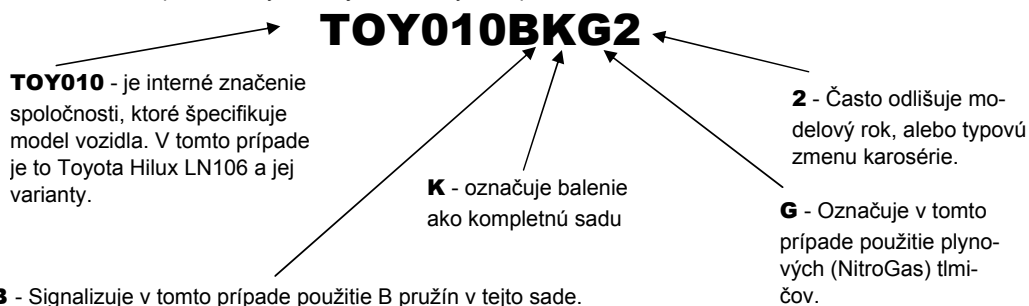 TOY010BKG2
TOY010 - je interné značenie
spoločnosti, ktoré špecifikuje
model vozidla. V tomto prípade
je to Toyota Hilux LN106 a jej
varianty.
2 - Často odlišuje mo-
delový rok, alebo typovú
zmenu karosérie.
K - označuje balenie
ako kompletnú sadu
G - Označuje v tomto
prípade použitie plyno-
vých (NitroGas) tlmi-
čov.
B - Signalizuje v tomto prípade použitie B pružín v tejto sade.